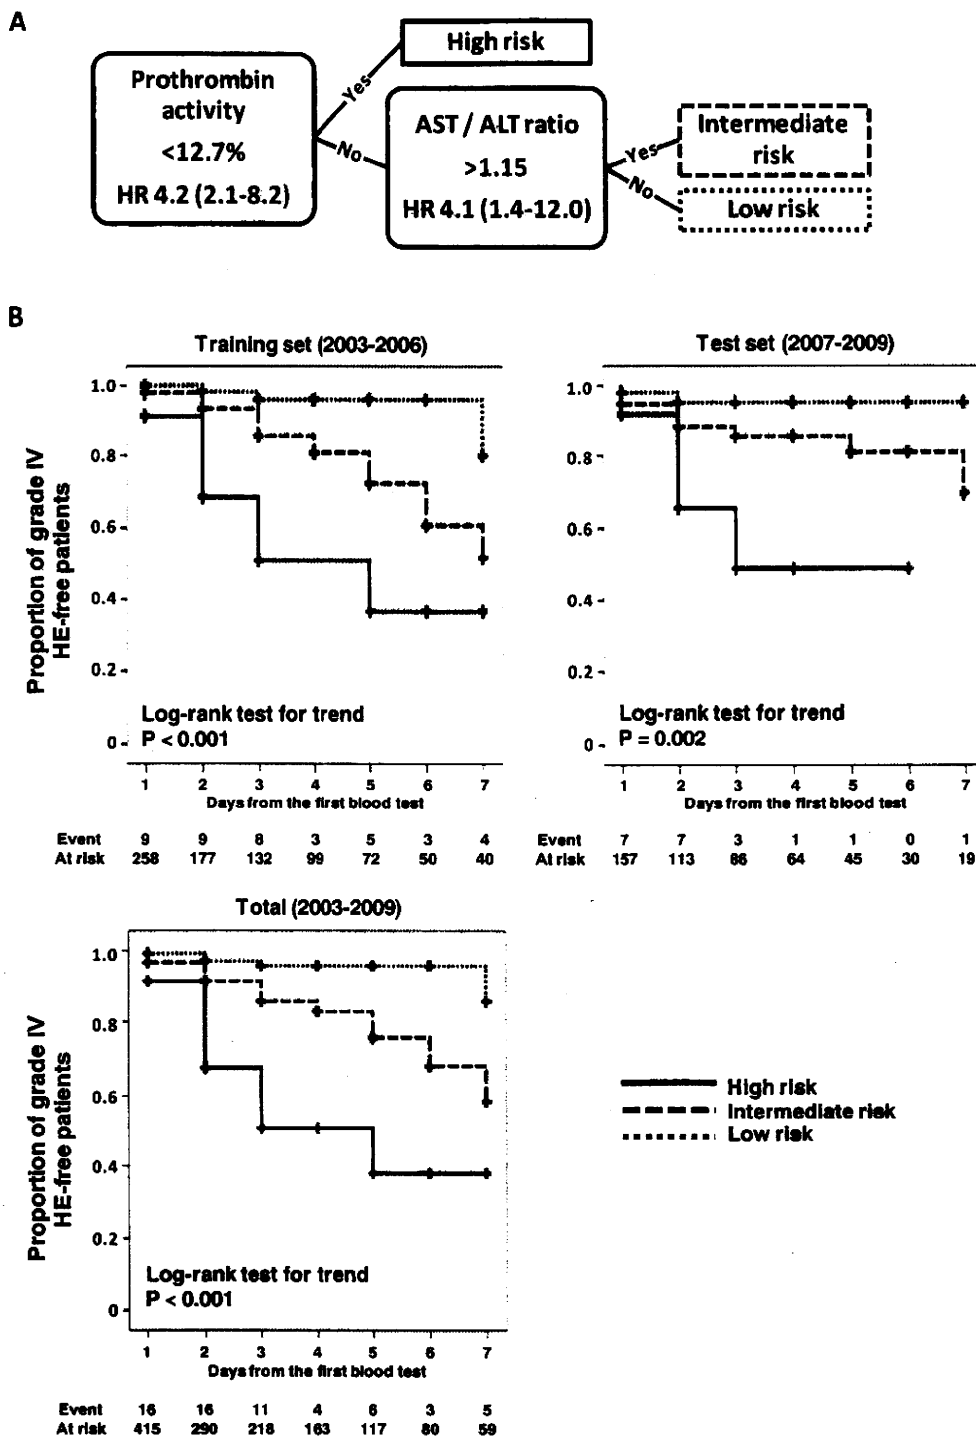 A
Prothrombin
activity
<12.7%
HR 4.2 (2.1-8.2)
Yes
High risk
No
AST / ALT ratio
>1.15
HR 4.1 (1.4-12.0)
Yes
Intermediate
risk
No
Low risk
B
Training set (2003-2006)
Proportion of grade IV
HE-free patients
1.0
0.8
0.6
0.4
0.2
0
Log-rank test for trend
P < 0.001
1 2 3 4 5 6 7
Days from the first blood test
Event 9 9 8 3 5 3 4
At risk 258 177 132 99 72 50 40
Test set (2007-2009)
1.0
0.8
0.6
0.4
0.2
0
Log-rank test for trend
P = 0.002
1 2 3 4 5 6 7
Days from the first blood test
Event 7 7 3 1 1 0 1
At risk 157 113 86 64 45 30 19
Total (2003-2009)
Proportion of grade IV
HE-free patients
1.0
0.8
0.6
0.4
0.2
0
Log-rank test for trend
P < 0.001
1 2 3 4 5 6 7
Days from the first blood test
Event 16 16 11 4 6 3 5
At risk 415 290 218 163 117 80 59
High risk
Intermediate risk
Low risk